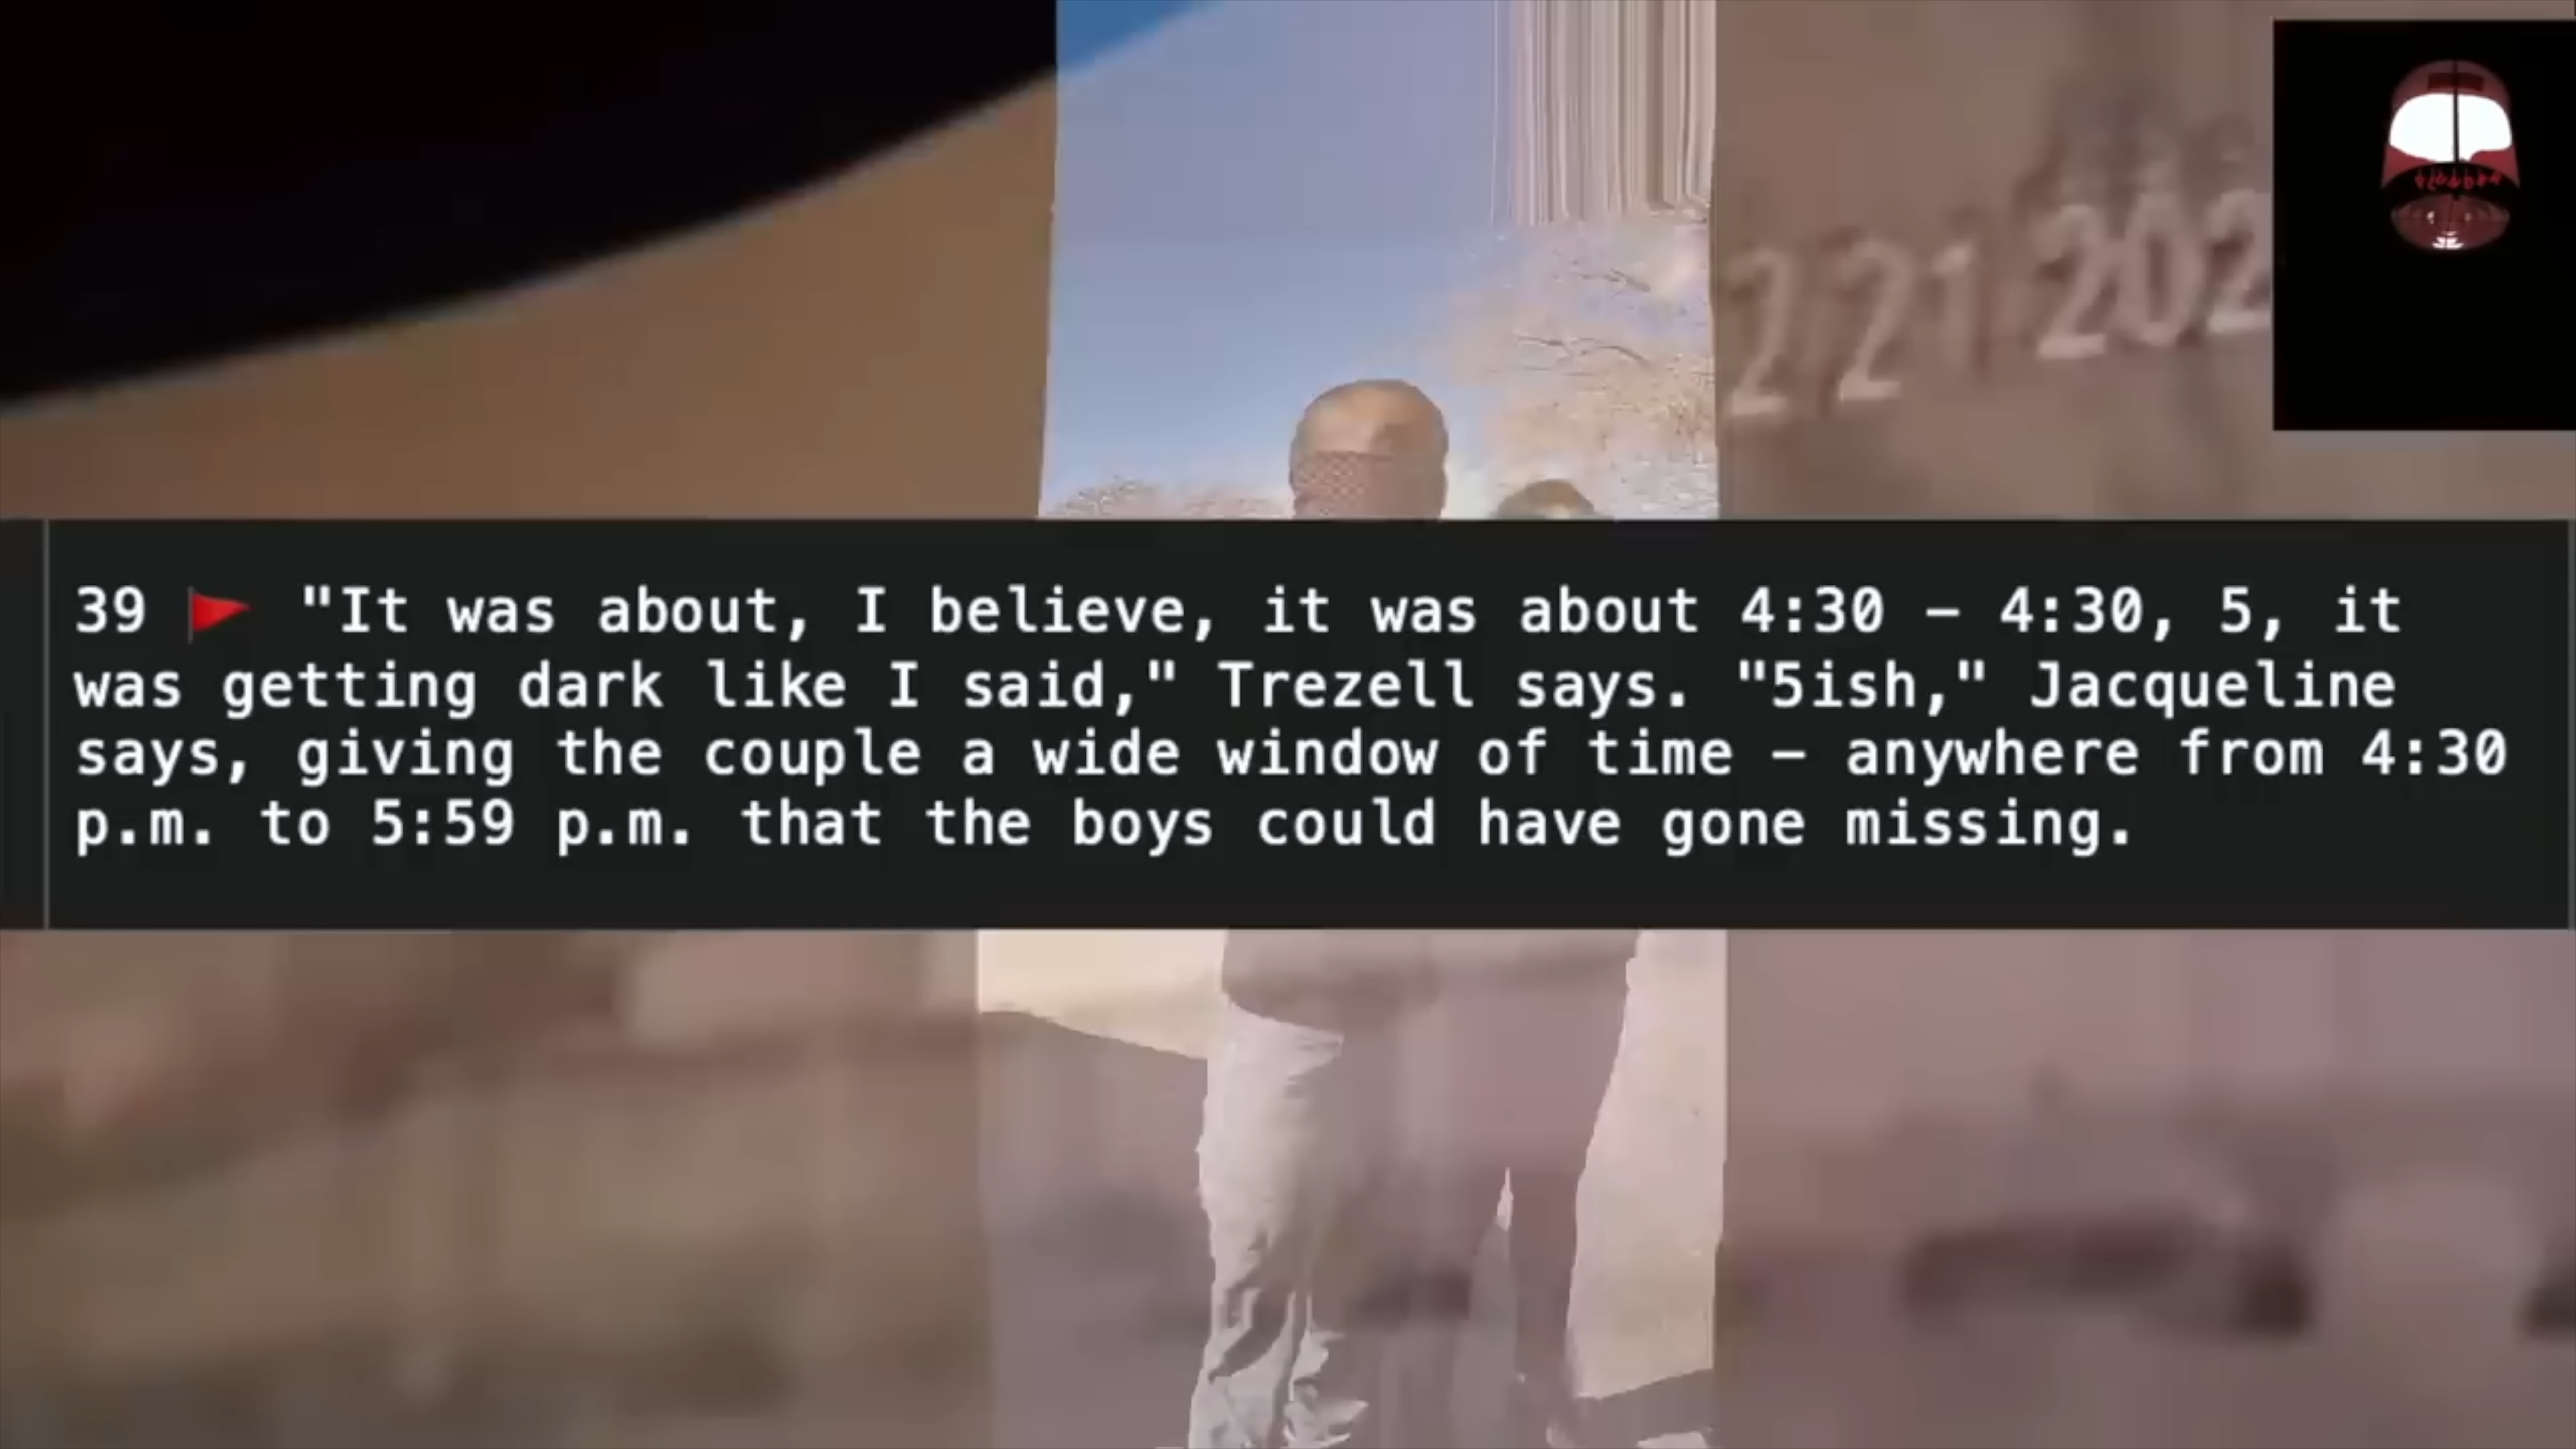 2 21 202
39 🚩 "It was about, I believe, it was about 4:30 – 4:30, 5, it
was getting dark like I said," Trezell says. "5ish," Jacqueline
says, giving the couple a wide window of time – anywhere from 4:30
p.m. to 5:59 p.m. that the boys could have gone missing.